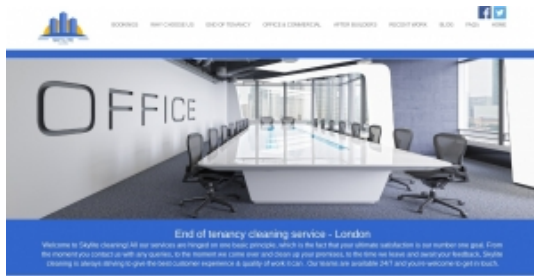 BOOKINGS WHY CHOOSE US END OF TENANCY OFFICE & COMMERCIAL AFTER BUILDERS RECENT WORK BLOG FAQs HOME
OFFICE
End of tenancy cleaning service - London
Welcome to Skylite cleaning! All our services are hinged on one basic principle, which is the fact that your ultimate satisfaction is our number one goal. From
the moment you contact us with any queries, to the moment we come over and clean up your premises, to the time we leave and await your feedback, Skylite
cleaning is always striving to give the best customer experience & quality of work it can. Our teams are available 24/7 and you're welcome to get in touch.